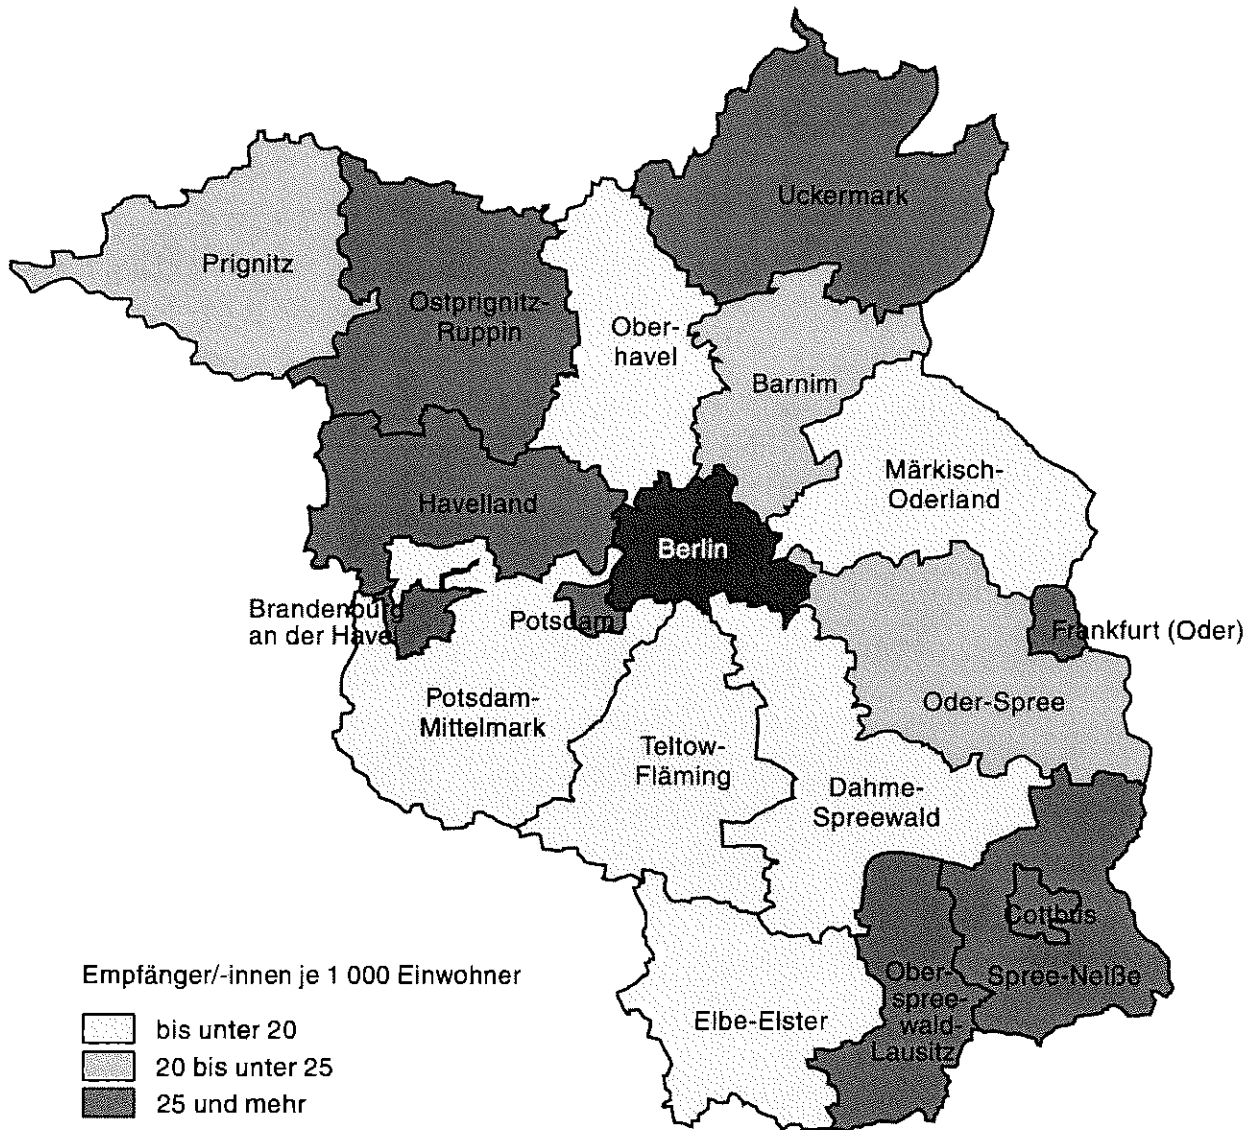 Uckermark
Prignitz
Ostprignitz-
Ruppin
Ober-
havel
Barnim
Märkisch-
Oderland
Havelland
Berlin
Brandenburg
an der Havel
Potsdam
Frankfurt (Oder)
Potsdam-
Mittelmark
Oder-Spree
Teltow-
Fläming
Dahme-
Spreewald
Cottbus
Spree-Neiße
Ober-
spree-
wald-
Lausitz
Elbe-Elster
Empfänger/-innen je 1 000 Einwohner
bis unter 20
20 bis unter 25
25 und mehr